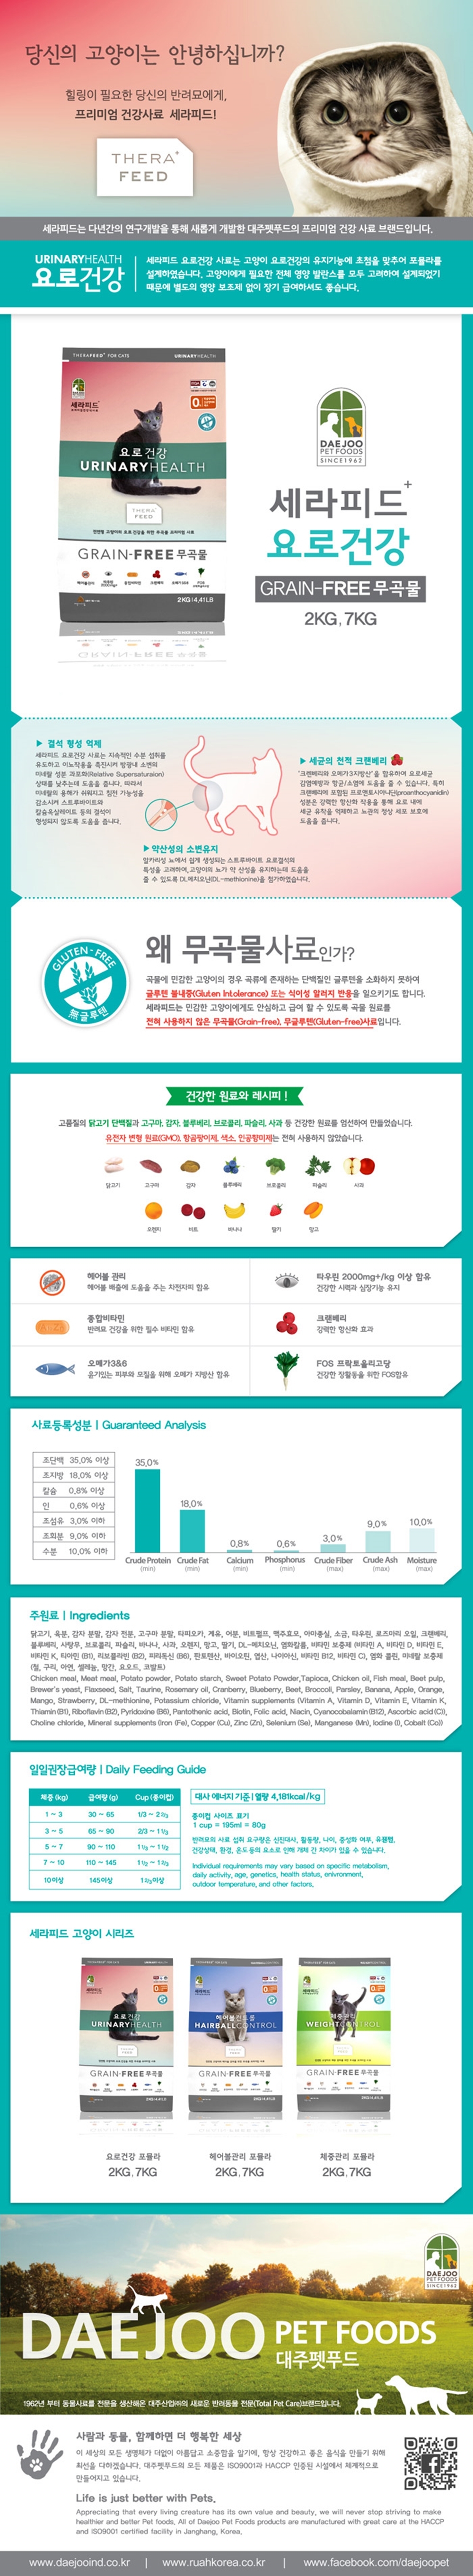 당신의 고양이는 안녕하십니까?
힐링이 필요한 당신의 반려묘에게,
프리미엄 건강사료 세라피드!
THERA+
FEED
세라피드는 다년간의 연구개발을 통해 새롭게 개발한 대주펫푸드의 프리미엄 건강 사료 브랜드입니다.
URINARYHEALTH
요로건강
세라피드 요로건강 사료는 고양이 요로건강의 유지기능에 초점을 맞추어 포뮬라를
설계하였습니다. 고양이에게 필요한 전체 영양 발란스를 모두 고려하여 설계되었기
때문에 별도의 영양 보조제 없이 장기 급여하셔도 좋습니다.
THERAFEED+ FOR CATS
URINARYHEALTH
세라피드
요로건강
URINARYHEALTH
THERA+
FEED
GRAIN-FREE 무곡물
2KG|4.41LB
DAEJOO
PET FOODS
SINCE1962
세라피드+
요로건강
GRAIN-FREE 무곡물
2KG, 7KG
▶ 결석 형성 억제
세라피드 요로건강 사료는 지속적인 수분 섭취를
유도하고 이뇨작용을 촉진시켜 방광내 소변의
미네랄 성분 과포화(Relative Supersaturaion)
상태를 낮추는데 도움을 줍니다. 따라서
미네랄의 용해가 쉬워지고 침전 가능성을
감소시켜 스트루바이트와
칼슘옥살레이트 등의 결석이
형성되지 않도록 도움을 줍니다.
▶ 세균의 천적 크랜베리
"크랜베리와 오메가3지방산"을 함유하여 요로세균
감염예방과 항균/소염에 도움을 줄 수 있습니다. 특히
크랜베리에 포함된 프로앤토시아니딘(proanthocyanidin)
성분은 강력한 항산화 작용을 통해 요로 내에
세균 유착을 억제하고 노관의 정상 세포 보호에
도움을 줍니다.
▶ 약산성의 소변유지
알카리성 뇨에서 쉽게 생성되는 스트루바이트 요로결석의
특성을 고려하여, 고양이의 뇨가 약 산성을 유지하는데 도움을
줄 수 있도록 DL메치오닌(DL-methionine)을 첨가하였습니다.
GLUTEN-FREE
無글루텐
왜 무곡물사료인가?
곡물에 민감한 고양이의 경우 곡류에 존재하는 단백질인 글루텐을 소화하지 못하여
글루텐 불내증(Gluten Intolerance) 또는 식이성 알러지 반응을 일으키기도 합니다.
세라피드는 민감한 고양이에게도 안심하고 급여 할 수 있도록 곡물 원료를
전혀 사용하지 않은 무곡물(Grain-free), 무글루텐(Gluten-free)사료입니다.
건강한 원료와 레시피 !
고품질의 닭고기 단백질과 고구마, 감자, 블루베리, 브로콜리, 파슬리, 사과 등 건강한 원료를 엄선하여 만들었습니다.
유전자 변형 원료(GMO), 항곰팡이제, 색소, 인공향미제는 전혀 사용하지 않았습니다.
닭고기 고구마 감자 블루베리 브로콜리 파슬리 사과
오렌지 비트 바나나 딸기 망고
헤어볼 관리
헤어볼 배출에 도움을 주는 차전자피 함유
타우린 2000mg+/kg 이상 함유
건강한 시력과 심장기능 유지
종합비타민
반려묘 건강을 위한 필수 비타민 함유
크랜베리
강력한 항산화 효과
오메가3&6
윤기있는 피부와 모질을 위해 오메가 지방산 함유
FOS 프락토올리고당
건강한 장활동을 위한 FOS함유
사료등록성분 | Guaranteed Analysis
조단백 35.0% 이상
조지방 18.0% 이상
칼슘 0.8% 이상
인 0.6% 이상
조섬유 3.0% 이하
조회분 9.0% 이하
수분 10.0% 이하
35.0%
18.0%
0.8%
0.6%
3.0%
9.0%
10.0%
Crude Protein Crude Fat Calcium Phosphorus Crude Fiber Crude Ash Moisture
(min) (min) (min) (min) (max) (max) (max)
주원료 | Ingredients
닭고기, 육분, 감자 분말, 감자 전분, 고구마 분말, 타피오카, 계유, 어분, 비트펄프, 맥주효모, 아마종실, 소금, 타우린, 로즈마리 오일, 크랜베리,
블루베리, 사탕무, 브로콜리, 파슬리, 바나나, 사과, 오렌지, 망고, 딸기, DL-메치오닌, 염화칼륨, 비타민 보충제 (비타민 A, 비타민 D, 비타민 E,
비타민 K, 티아민 (B1), 리보플라빈 (B2), 피리독신 (B6), 판토텐산, 바이오틴, 엽산, 나이아신, 비타민 B12, 비타민 C), 염화 콜린, 미네랄 보충제
(철, 구리, 아연, 셀레늄, 망간, 요오드, 코발트)
Chicken meal, Meat meal, Potato powder, Potato starch, Sweet Potato Powder,Tapioca, Chicken oil, Fish meal, Beet pulp,
Brewer's yeast, Flaxseed, Salt, Taurine, Rosemary oil, Cranberry, Blueberry, Beet, Broccoli, Parsley, Banana, Apple, Orange,
Mango, Strawberry, DL-methionine, Potassium chloride, Vitamin supplements (Vitamin A, Vitamin D, Vitamin E, Vitamin K,
Thiamin (B1), Riboflavin (B2), Pyridoxine (B6), Pantothenic acid, Biotin, Folic acid, Niacin, Cyanocobalamin (B12), Ascorbic acid (C)),
Choline chloride, Mineral supplements (Iron (Fe), Copper (Cu), Zinc (Zn), Selenium (Se), Manganese (Mn), Iodine (I), Cobalt (Co))
일일권장급여량 | Daily Feeding Guide
체중 (kg) 급여량 (g) Cup (종이컵)
1 ~ 3 30 ~ 65 1/3 ~ 2/3
3 ~ 5 65 ~ 90 2/3 ~ 1 1/3
5 ~ 7 90 ~ 110 1 1/3 ~ 1 1/2
7 ~ 10 110 ~ 145 1 1/2 ~ 1 2/3
10이상 145이상 1 2/3이상
대사 에너지 기준 | 열량 4,181kcal/kg
종이컵 사이즈 표기
1 cup = 195ml = 80g
반려묘의 사료 섭취 요구량은 신진대사, 활동량, 나이, 중성화 여부, 유형별,
건강상태, 환경, 온도 등의 요소로 인해 개체 간 차이가 있을 수 있습니다.
Individual requirements may vary based on specific metabolism,
daily activity, age, genetics, health status, enivronment,
outdoor temperature, and other factors.
세라피드 고양이 시리즈
요로건강
URINARYHEALTH
GRAIN-FREE 무곡물
헤어볼컨트롤
HAIRBALLCONTROL
GRAIN-FREE 무곡물
체중관리
WEIGHTCONTROL
GRAIN-FREE 무곡물
요로건강 포뮬라
2KG, 7KG
헤어볼관리 포뮬라
2KG, 7KG
체중관리 포뮬라
2KG, 7KG
DAEJOO
PET FOODS
SINCE1962
DAEJOO PET FOODS
대주펫푸드
1962년 부터 동물사료를 전문을 생산해온 대주산업㈜의 새로운 반려동물 전문(Total Pet Care)브랜드입니다.
사람과 동물, 함께하면 더 행복한 세상
이 세상의 모든 생명체가 더없이 아름답고 소중함을 알기에, 항상 건강하고 좋은 음식을 만들기 위해
최선을 다하겠습니다. 대주펫푸드의 모든 제품은 ISO9001과 HACCP 인증된 시설에서 체계적으로
만들어지고 있습니다.
Life is just better with Pets.
Appreciating that every living creature has its own value and beauty, we will never stop striving to make
healthier and better Pet foods. All of Daejoo Pet Foods products are manufactured with great care at the HACCP
and ISO9001 certified facility in Janghang, Korea.
www.daejooind.co.kr | www.ruahkorea.co.kr | www.facebook.com/daejoopet